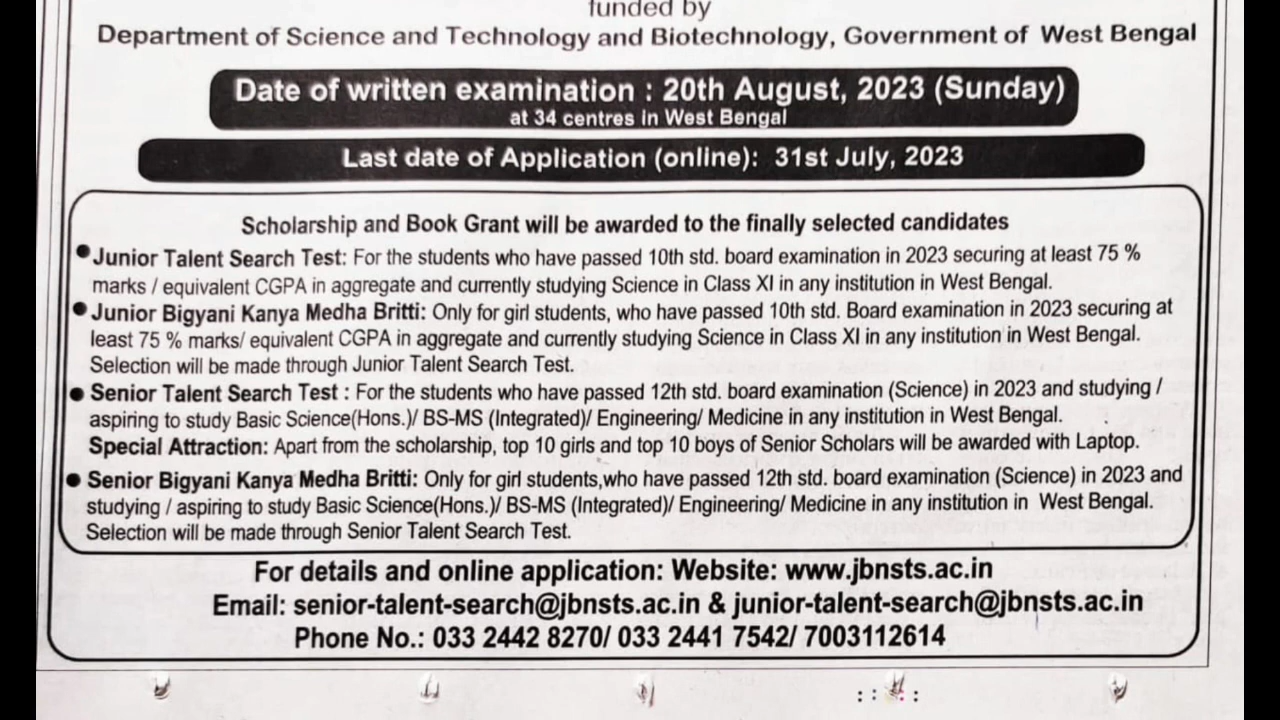 funded by
Department of Science and Technology and Biotechnology, Government of West Bengal
Date of written examination : 20th August, 2023 (Sunday)
at 34 centres in West Bengal
Last date of Application (online): 31st July, 2023
Scholarship and Book Grant will be awarded to the finally selected candidates
● Junior Talent Search Test: For the students who have passed 10th std. board examination in 2023 securing at least 75 %
marks / equivalent CGPA in aggregate and currently studying Science in Class XI in any institution in West Bengal.
● Junior Bigyani Kanya Medha Britti: Only for girl students, who have passed 10th std. Board examination in 2023 securing at
least 75 % marks/ equivalent CGPA in aggregate and currently studying Science in Class XI in any institution in West Bengal.
Selection will be made through Junior Talent Search Test.
● Senior Talent Search Test : For the students who have passed 12th std. board examination (Science) in 2023 and studying /
aspiring to study Basic Science(Hons.)/ BS-MS (Integrated)/ Engineering/ Medicine in any institution in West Bengal.
Special Attraction: Apart from the scholarship, top 10 girls and top 10 boys of Senior Scholars will be awarded with Laptop.
● Senior Bigyani Kanya Medha Britti: Only for girl students,who have passed 12th std. board examination (Science) in 2023 and
studying / aspiring to study Basic Science(Hons.)/ BS-MS (Integrated)/ Engineering/ Medicine in any institution in West Bengal.
Selection will be made through Senior Talent Search Test.
For details and online application: Website: www.jbnsts.ac.in
Email: senior-talent-search@jbnsts.ac.in & junior-talent-search@jbnsts.ac.in
Phone No.: 033 2442 8270/ 033 2441 7542/ 7003112614